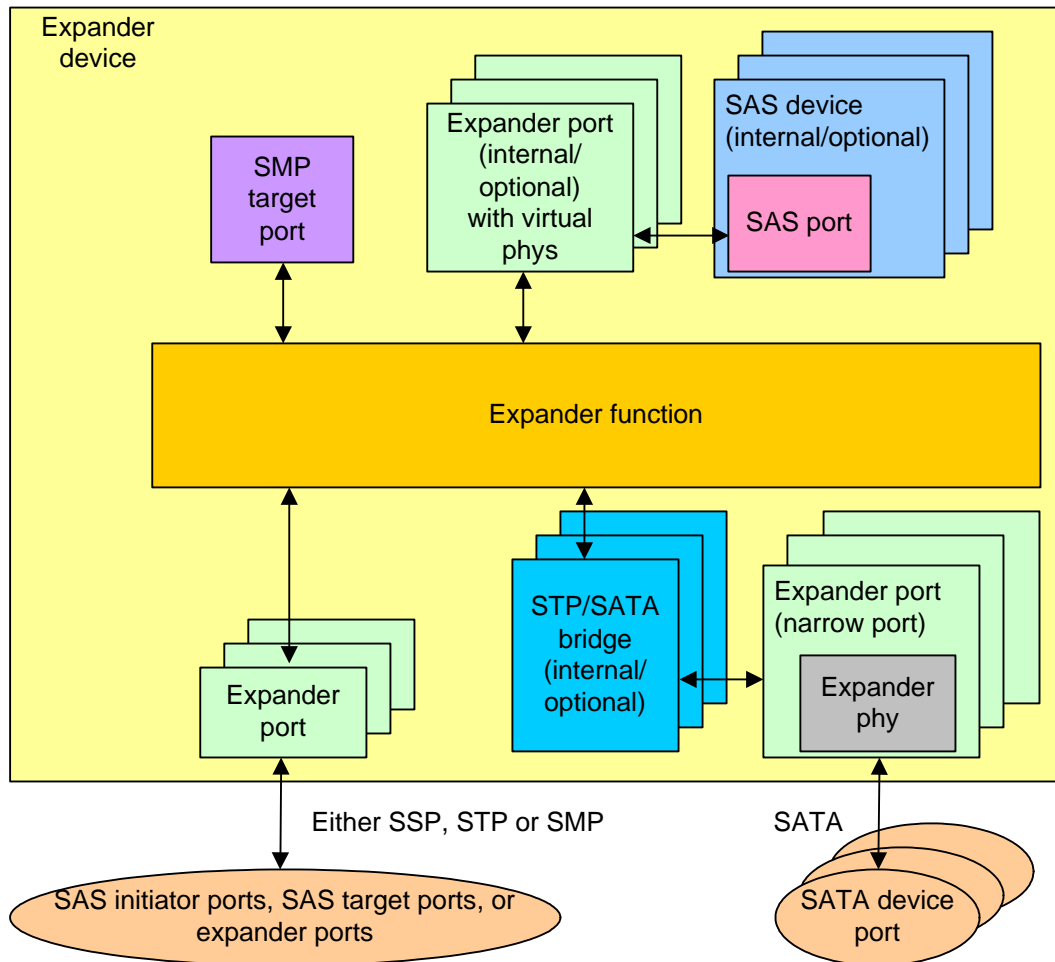 Expander
device
SMP
target
port
Expander port
(internal/
optional)
with virtual
phys
SAS device
(internal/optional)
SAS port
Expander function
Expander
port
STP/SATA
bridge
(internal/
optional)
Expander port
(narrow port)
Expander
phy
Either SSP, STP or SMP
SATA
SAS initiator ports, SAS target ports, or
expander ports
SATA device
port